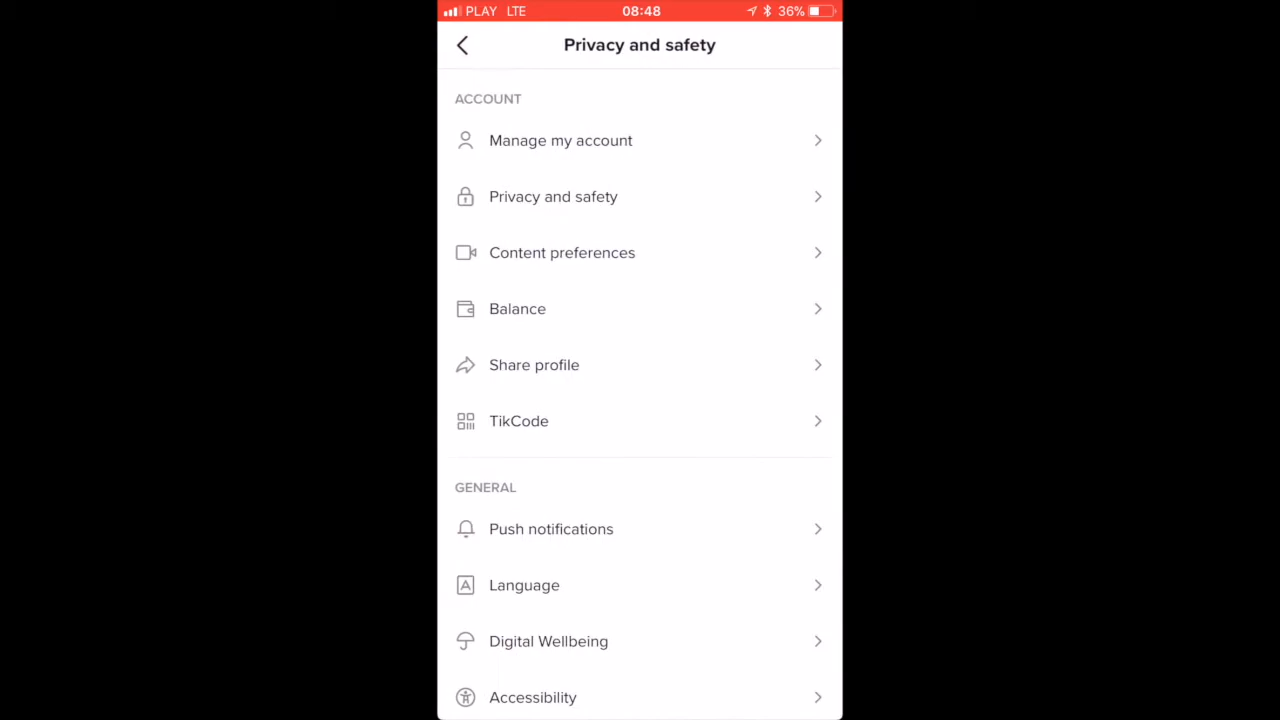 PLAY LTE 08:48 36%
Privacy and safety
ACCOUNT
Manage my account
Privacy and safety
Content preferences
Balance
Share profile
TikCode
GENERAL
Push notifications
Language
Digital Wellbeing
Accessibility